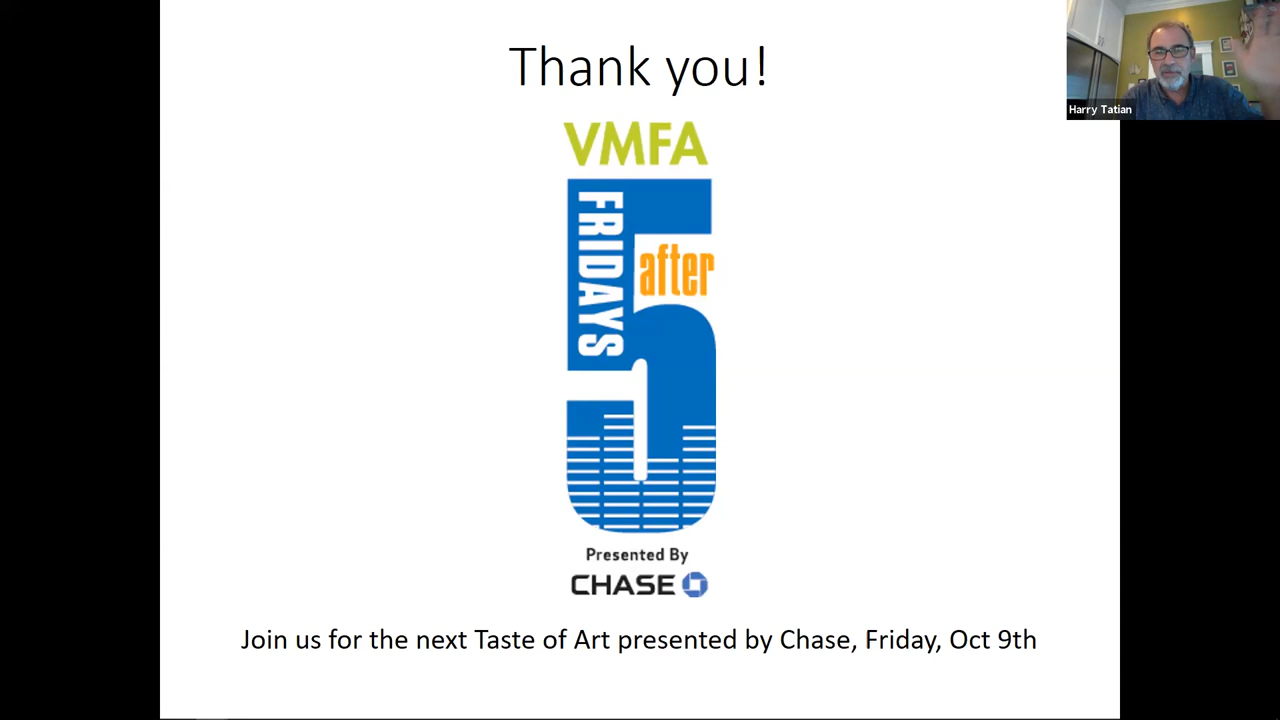 Thank you!
Harry Tatian
VMFA
FRIDAYS
after
5
Presented By
CHASE
Join us for the next Taste of Art presented by Chase, Friday, Oct 9th